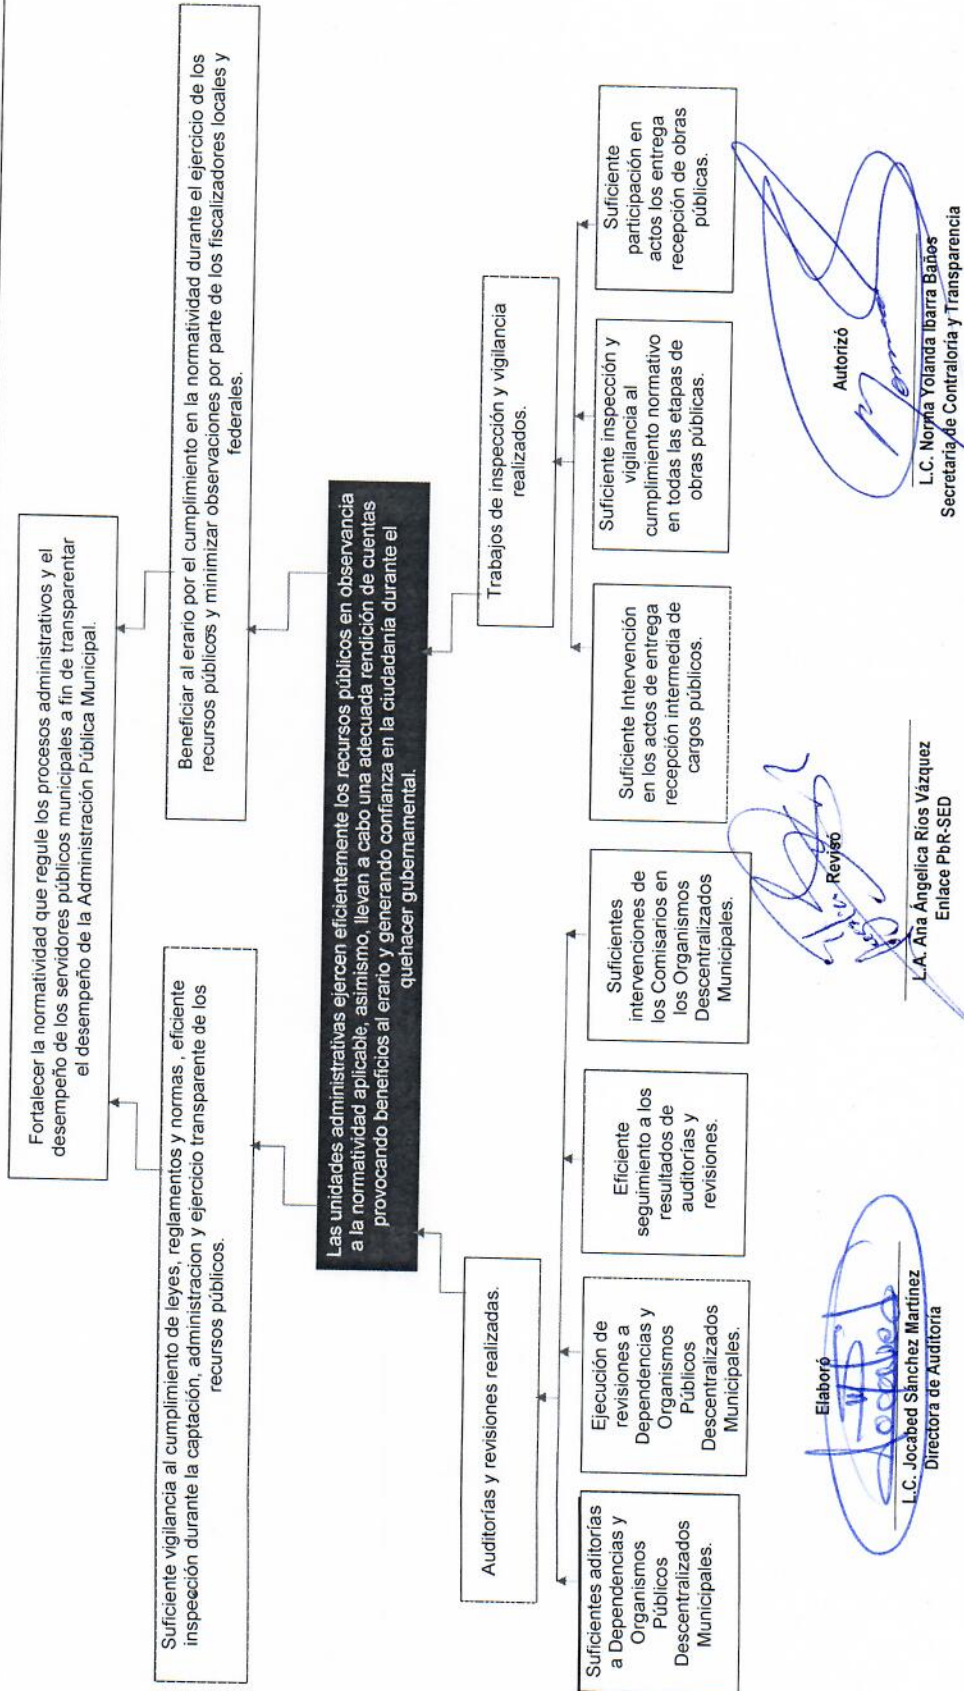 Fortalecer la normatividad que regule los procesos administrativos y el
desempeño de los servidores públicos municipales a fin de transparentar
el desempeño de la Administración Pública Municipal.
Suficiente vigilancia al cumplimiento de leyes, reglamentos y normas , eficiente
inspección durante la captación, administracion y ejercicio transparente de los
recursos públicos.
Beneficiar al erario por el cumplimiento en la normatividad durante el ejercicio de los
recursos públicos y minimizar observaciones por parte de los fiscalizadores locales y
federales.
Las unidades administrativas ejercen eficientemente los recursos públicos en observancia
a la normatividad aplicable, asimismo, llevan a cabo una adecuada rendición de cuentas
provocando beneficios al erario y generando confianza en la ciudadanía durante el
quehacer gubernamental.
Auditorías y revisiones realizadas.
Trabajos de inspección y vigilancia
realizados.
Suficientes aditorías
a Dependencias y
Organismos
Públicos
Descentralizados
Municipales.
Ejecución de
revisiones a
Dependencias y
Organismos
Públicos
Descentralizados
Municipales.
Eficiente
seguimiento a los
resultados de
auditorías y
revisiones.
Suficientes
intervenciones de
los Comisarios en
los Organismos
Descentralizados
Municipales.
Suficiente Intervención
en los actos de entrega
recepción intermedia de
cargos públicos.
Suficiente inspección y
vigilancia al
cumplimiento normativo
en todas las etapas de
obras públicas.
Suficiente
participación en
actos los entrega
recepción de obras
públicas.
Elaboró
L.C. Jocabed Sánchez Martínez
Directora de Auditoría
Revisó
L.A. Ana Ángelica Rios Vázquez
Enlace PbR-SED
Autorizó
L.C. Norma Yolanda Ibarra Baños
Secretaria de Contraloría y Transparencia